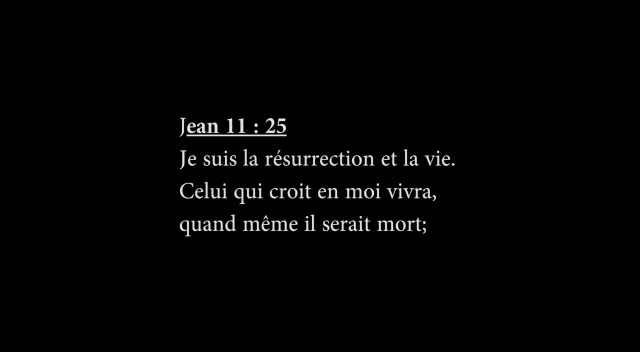 Jean 11 : 25
Je suis la résurrection et la vie.
Celui qui croit en moi vivra,
quand même il serait mort;